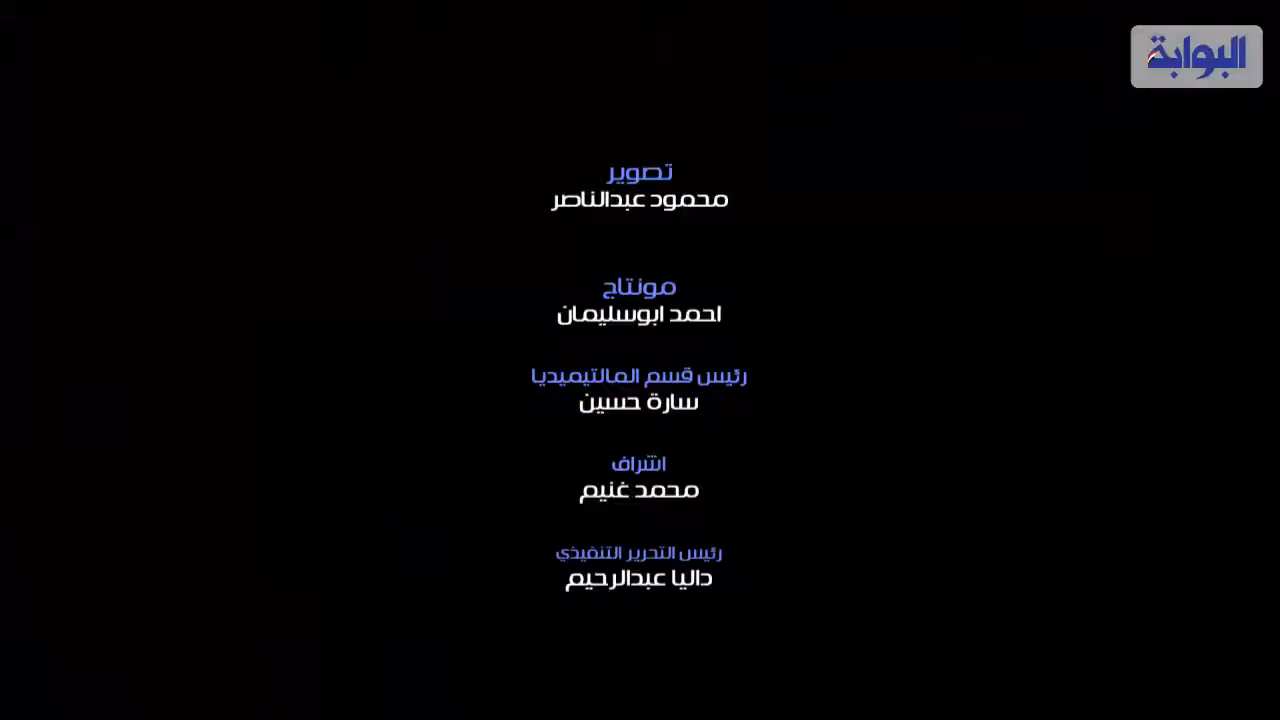 البوابة
تصوير
محمود عبدالناصر
مونتاج
احمد ابوسليمان
رئيس قسم المالتيميديا
سارة حسين
اشراف
محمد غنيم
رئيس التحرير التنفيذي
داليا عبدالرحيم